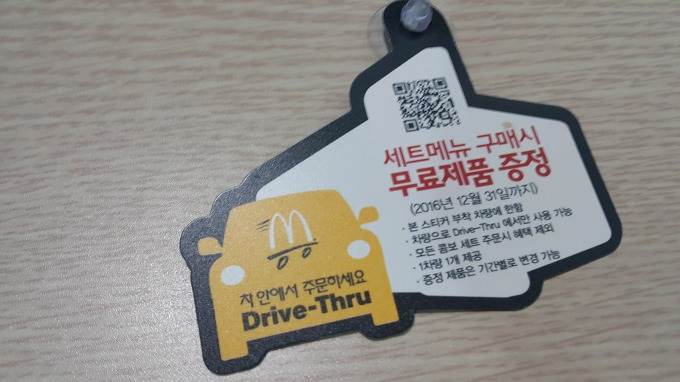 세트메뉴 구매시
무료제품 증정
(2016년 12월 31일까지)
· 본 스티커 부착 차량에 한함
· 차량으로 Drive-Thru 에서만 사용 가능
· 모든 콤보 세트 주문시 혜택 제외
· 1차량 1개 제공
· 증정 제품은 기간별로 변경 가능
차 안에서 주문하세요
Drive-Thru